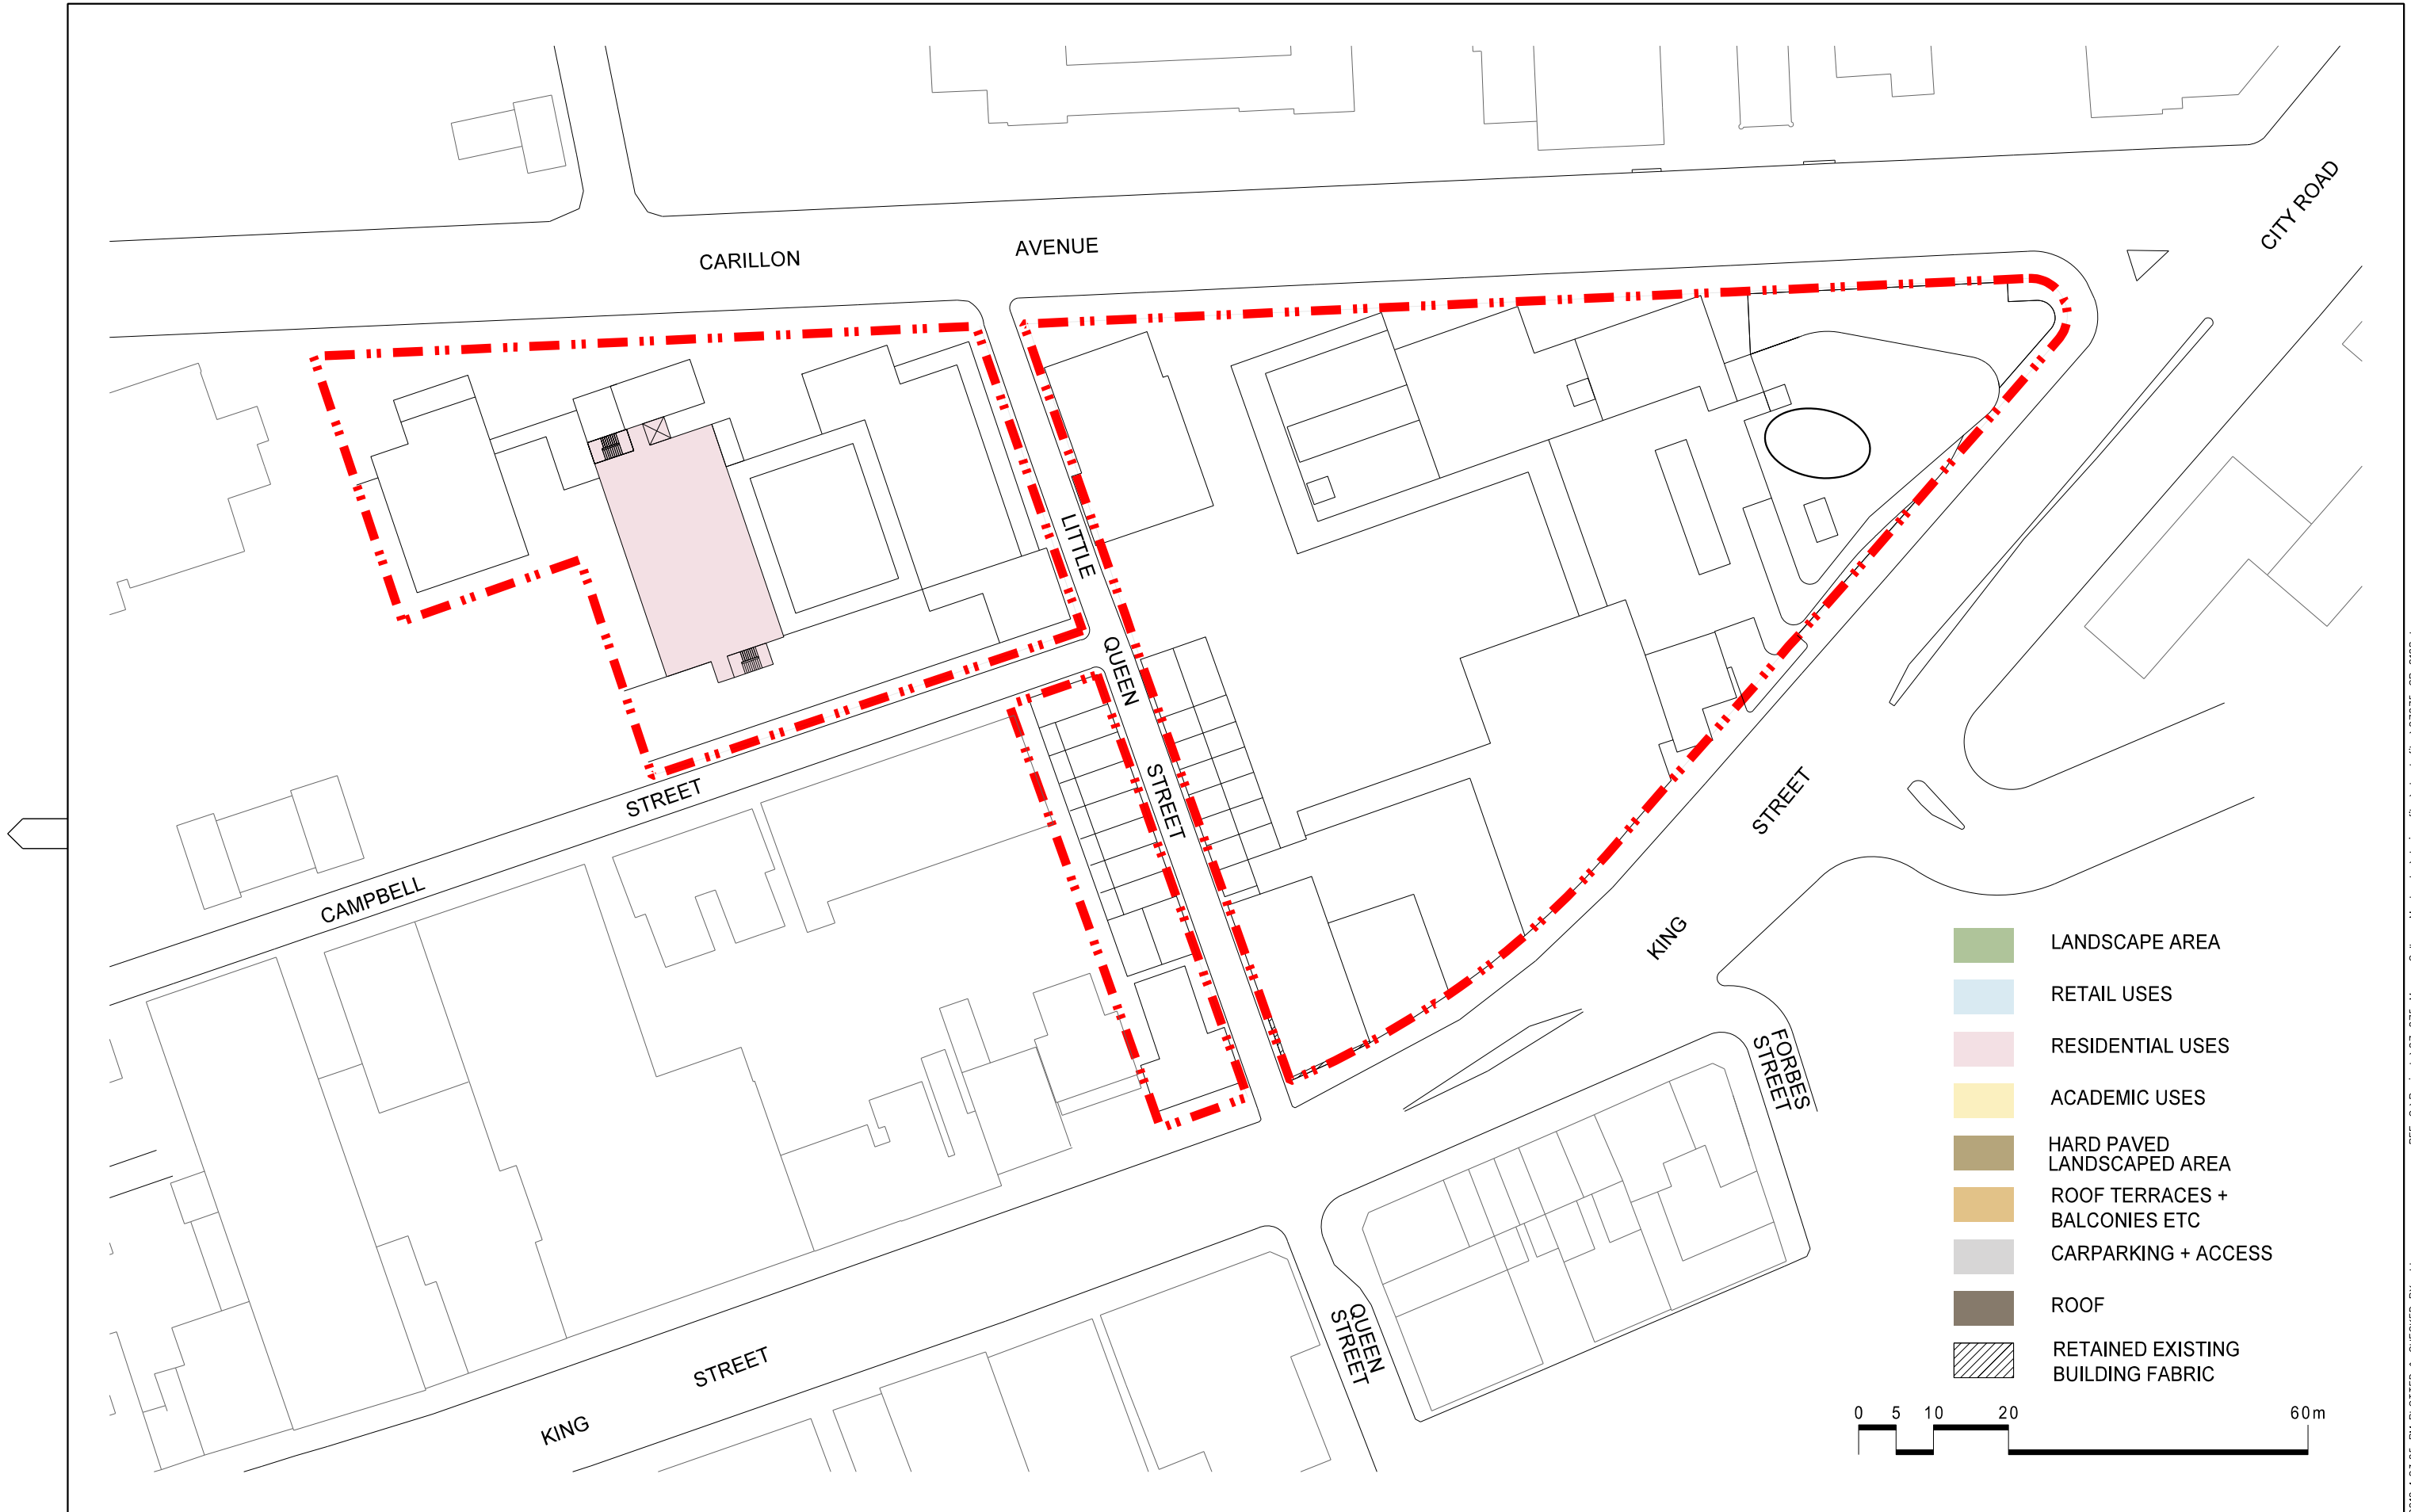 CARILLON
AVENUE
CITY ROAD
LITTLE
QUEEN
STREET
STREET
CAMPBELL
STREET
KING
FORBES
STREET
QUEEN
STREET
STREET
KING
LANDSCAPE AREA
RETAIL USES
RESIDENTIAL USES
ACADEMIC USES
HARD PAVED
LANDSCAPED AREA
ROOF TERRACES +
BALCONIES ETC
CARPARKING + ACCESS
ROOF
RETAINED EXISTING
BUILDING FABRIC
0 5 10 20 60m